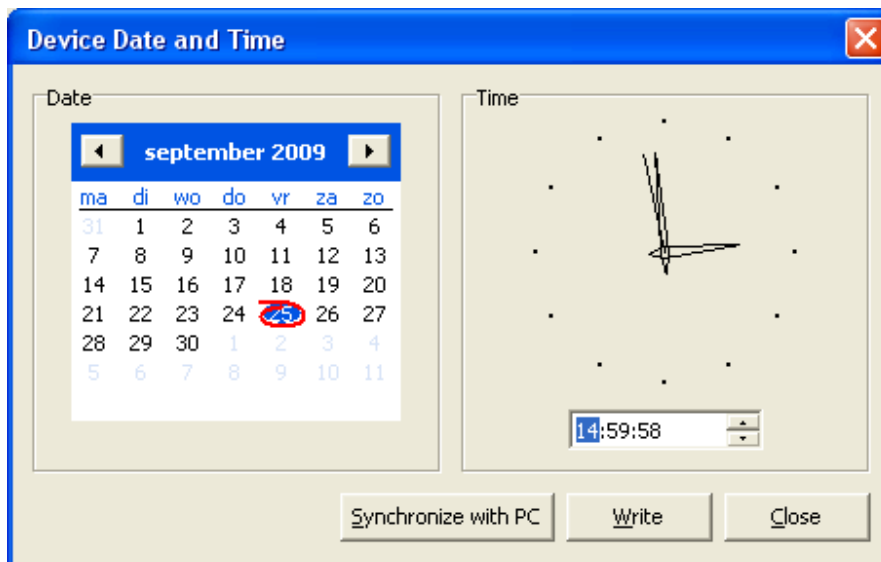 Device Date and Time
Date
september 2009
ma di wo do vr za zo
31 1 2 3 4 5 6
7 8 9 10 11 12 13
14 15 16 17 18 19 20
21 22 23 24 25 26 27
28 29 30 1 2 3 4
5 6 7 8 9 10 11
Time
14:59:58
Synchronize with PC
Write
Close